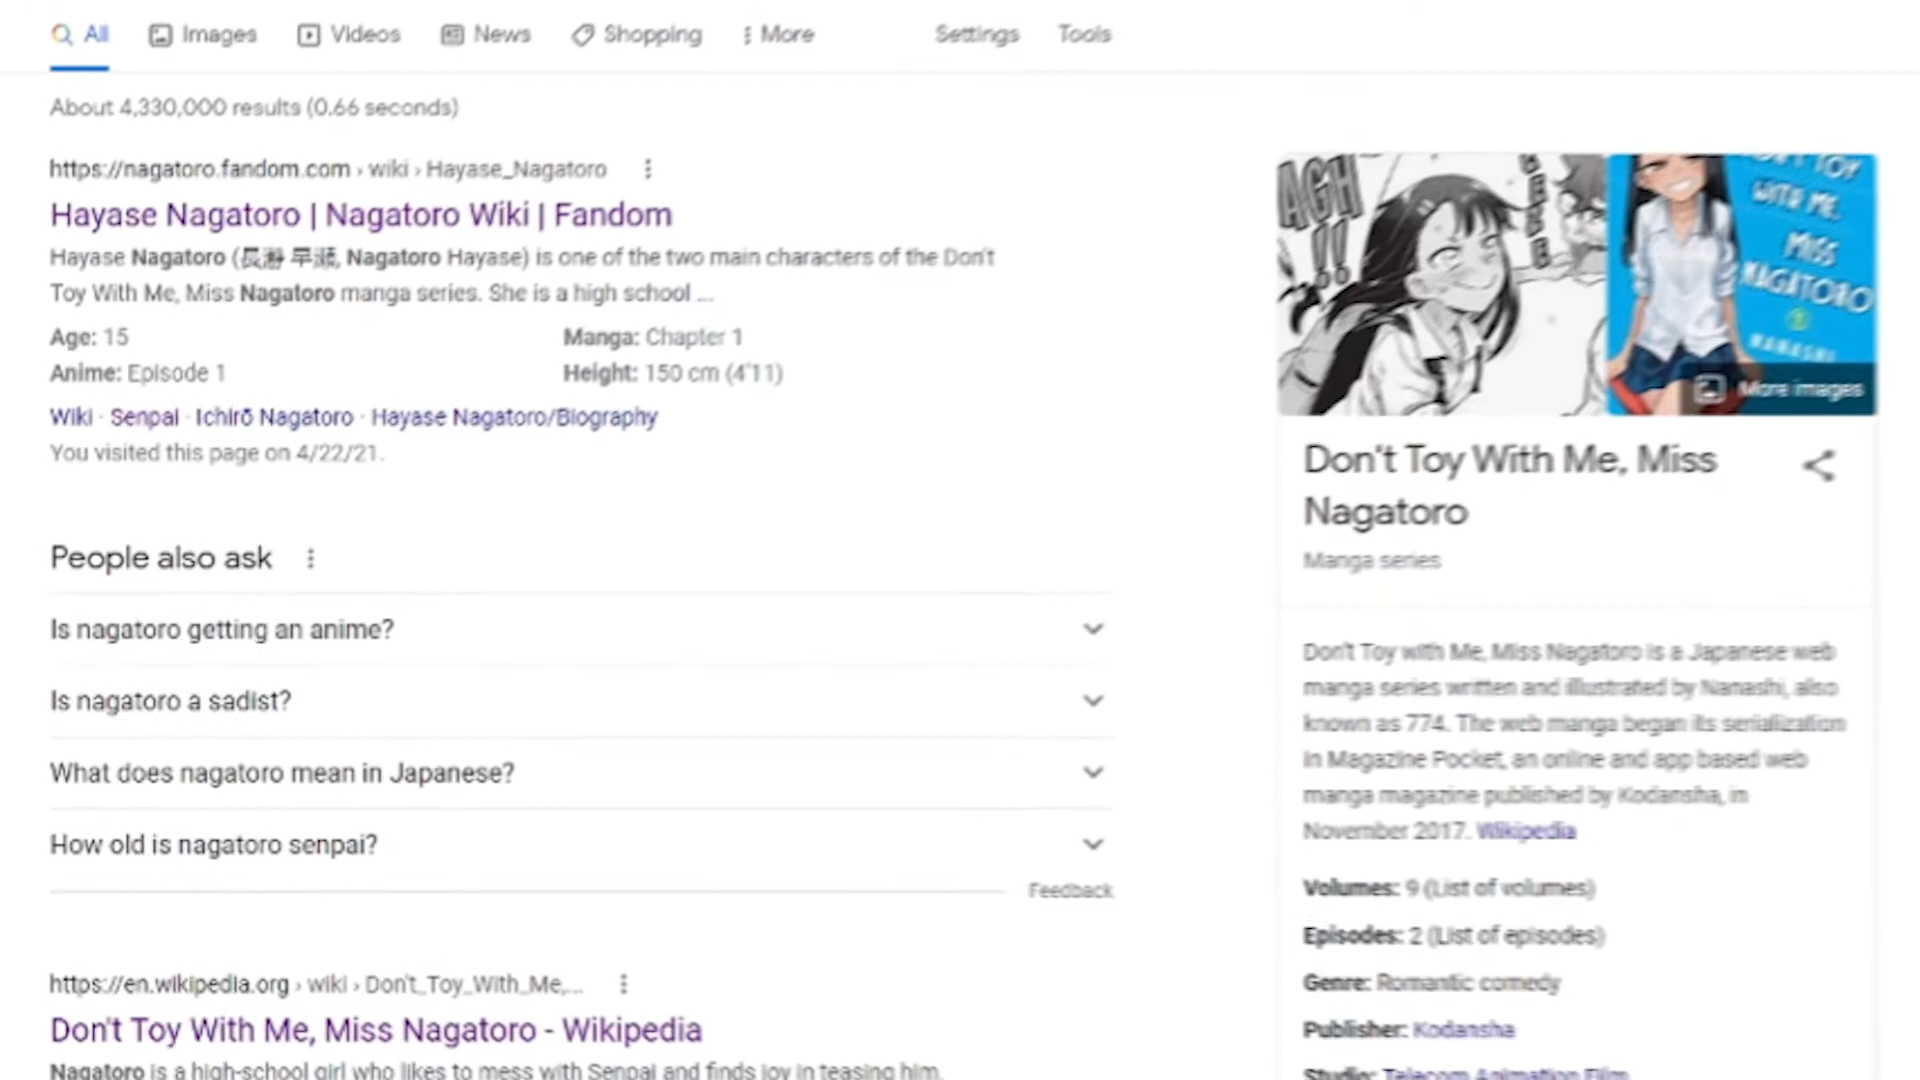 All Images Videos News Shopping More Settings Tools
About 4,330,000 results (0.66 seconds)
https://nagatoro.fandom.com › wiki › Hayase_Nagatoro
Hayase Nagatoro | Nagatoro Wiki | Fandom
Hayase Nagatoro (長瀞 早瀬, Nagatoro Hayase) is one of the two main characters of the Don't
Toy With Me, Miss Nagatoro manga series. She is a high school ...
Age: 15 Manga: Chapter 1
Anime: Episode 1 Height: 150 cm (4'11)
Wiki · Senpai · Ichirō Nagatoro · Hayase Nagatoro/Biography
You visited this page on 4/22/21.
People also ask
Is nagatoro getting an anime?
Is nagatoro a sadist?
What does nagatoro mean in Japanese?
How old is nagatoro senpai?
Feedback
https://en.wikipedia.org › wiki › Don't_Toy_With_Me,...
Don't Toy With Me, Miss Nagatoro - Wikipedia
Nagatoro is a high-school girl who likes to mess with Senpai and finds joy in teasing him.
AGH
!!
TOY
WITH ME,
MISS
NAGATORO
NANASHI
More images
Don't Toy With Me, Miss
Nagatoro
Manga series
Don't Toy with Me, Miss Nagatoro is a Japanese web
manga series written and illustrated by Nanashi, also
known as 774. The web manga began its serialization
in Magazine Pocket, an online and app based web
manga magazine published by Kodansha, in
November 2017. Wikipedia
Volumes: 9 (List of volumes)
Episodes: 2 (List of episodes)
Genre: Romantic comedy
Publisher: Kodansha
Studio: Telecom Animation Film